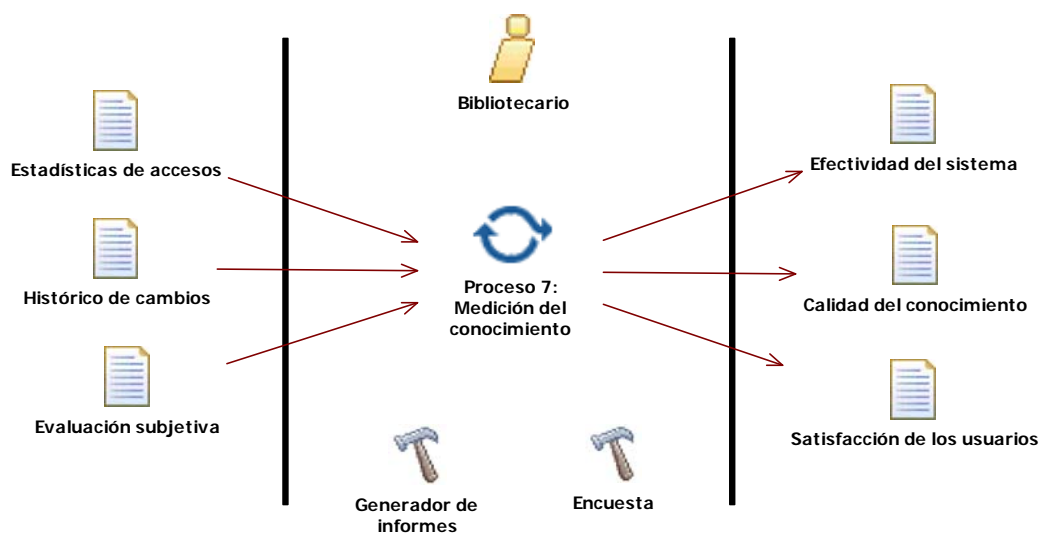 Bibliotecario
Estadísticas de accesos
Histórico de cambios
Evaluación subjetiva
Proceso 7:
Medición del
conocimiento
Generador de
informes
Encuesta
Efectividad del sistema
Calidad del conocimiento
Satisfacción de los usuarios